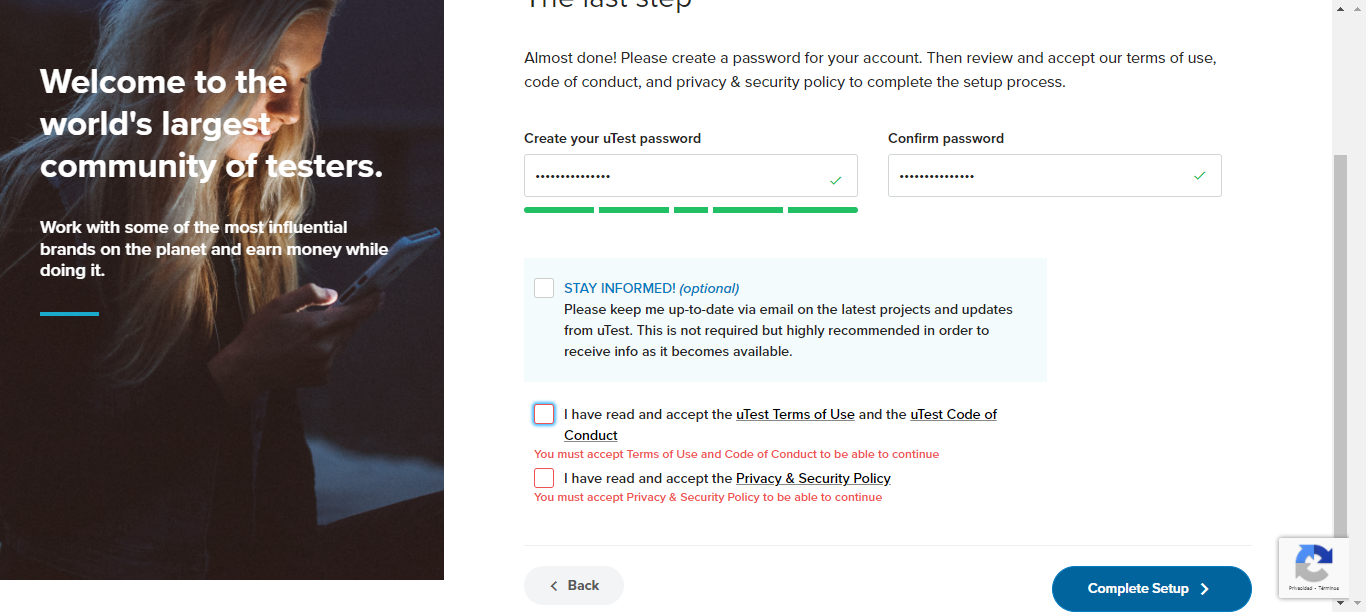 Welcome to the
world's largest
community of testers.
Work with some of the most influential
brands on the planet and earn money while
doing it.
The last step
Almost done! Please create a password for your account. Then review and accept our terms of use,
code of conduct, and privacy & security policy to complete the setup process.
Create your uTest password
Confirm password
•••••••••••••••
•••••••••••••••
STAY INFORMED! (optional)
Please keep me up-to-date via email on the latest projects and updates
from uTest. This is not required but highly recommended in order to
receive info as it becomes available.
I have read and accept the uTest Terms of Use and the uTest Code of
Conduct
You must accept Terms of Use and Code of Conduct to be able to continue
I have read and accept the Privacy & Security Policy
You must accept Privacy & Security Policy to be able to continue
Back
Complete Setup
Privacidad - Términos